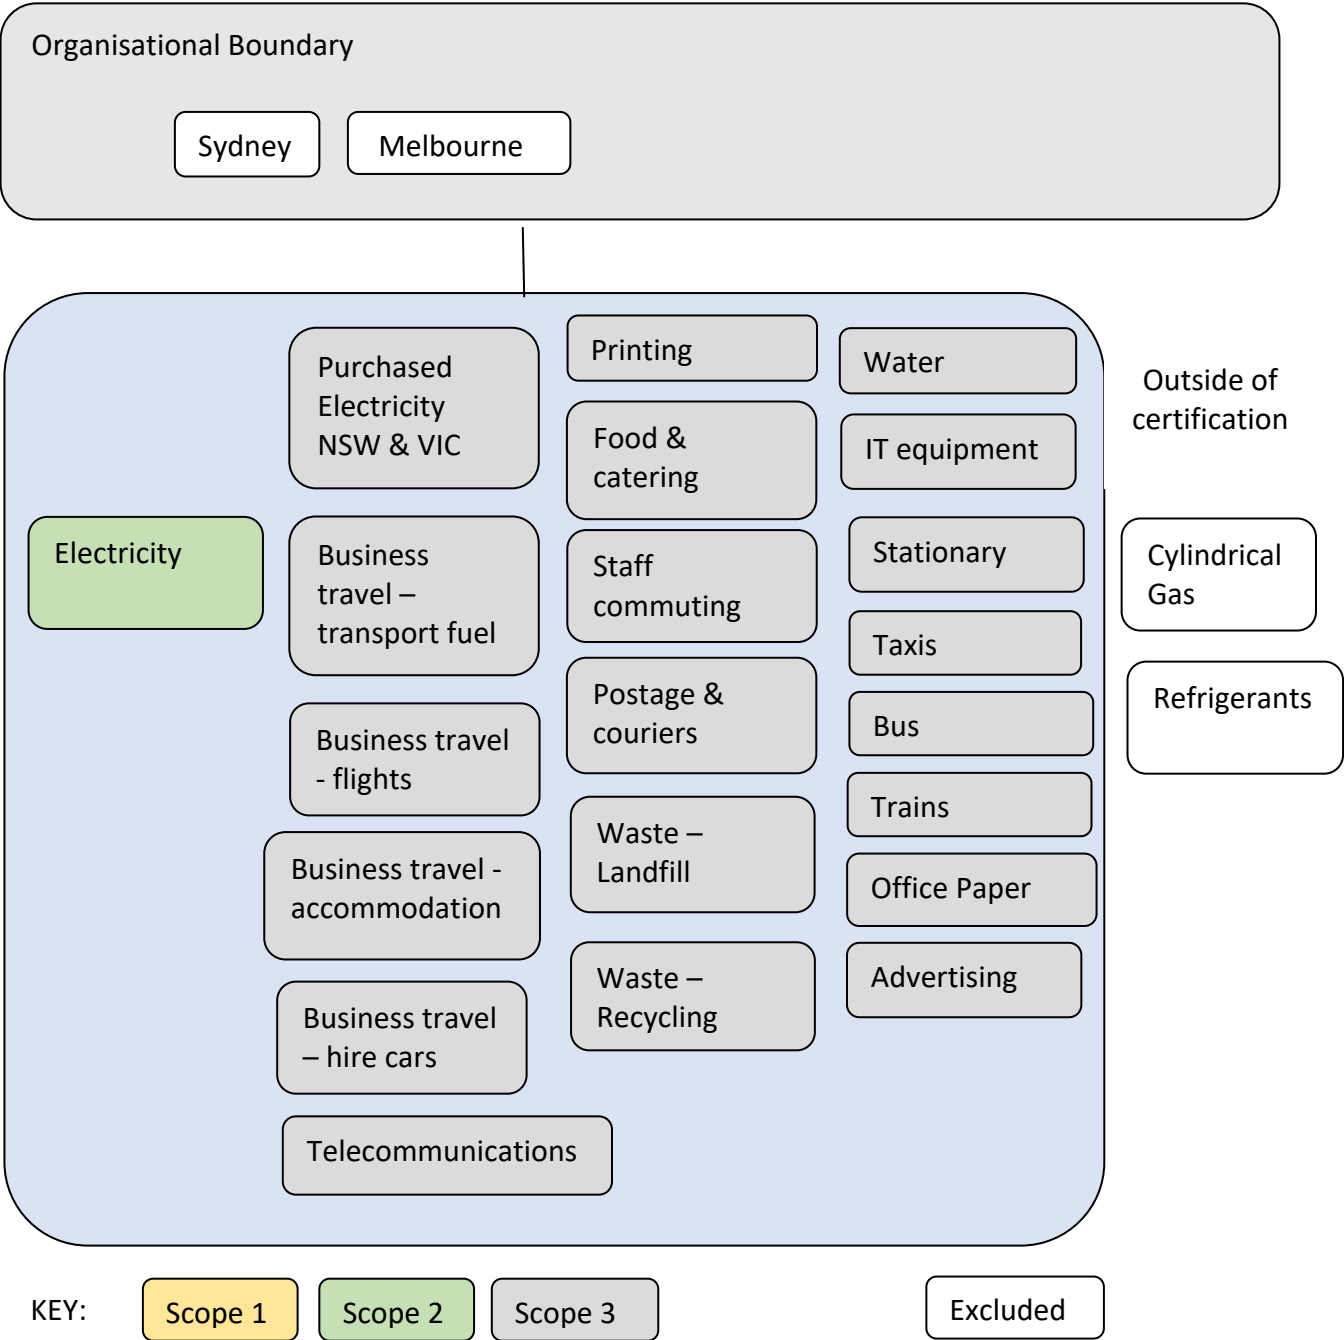 Organisational Boundary
Sydney
Melbourne
Purchased
Electricity
NSW & VIC
Printing
Water
Outside of
certification
Food &
catering
IT equipment
Electricity
Business
travel –
transport fuel
Staff
commuting
Stationary
Cylindrical
Gas
Taxis
Business travel
- flights
Postage &
couriers
Bus
Refrigerants
Trains
Business travel -
accommodation
Waste –
Landfill
Office Paper
Business travel
– hire cars
Waste –
Recycling
Advertising
Telecommunications
KEY:
Scope 1
Scope 2
Scope 3
Excluded